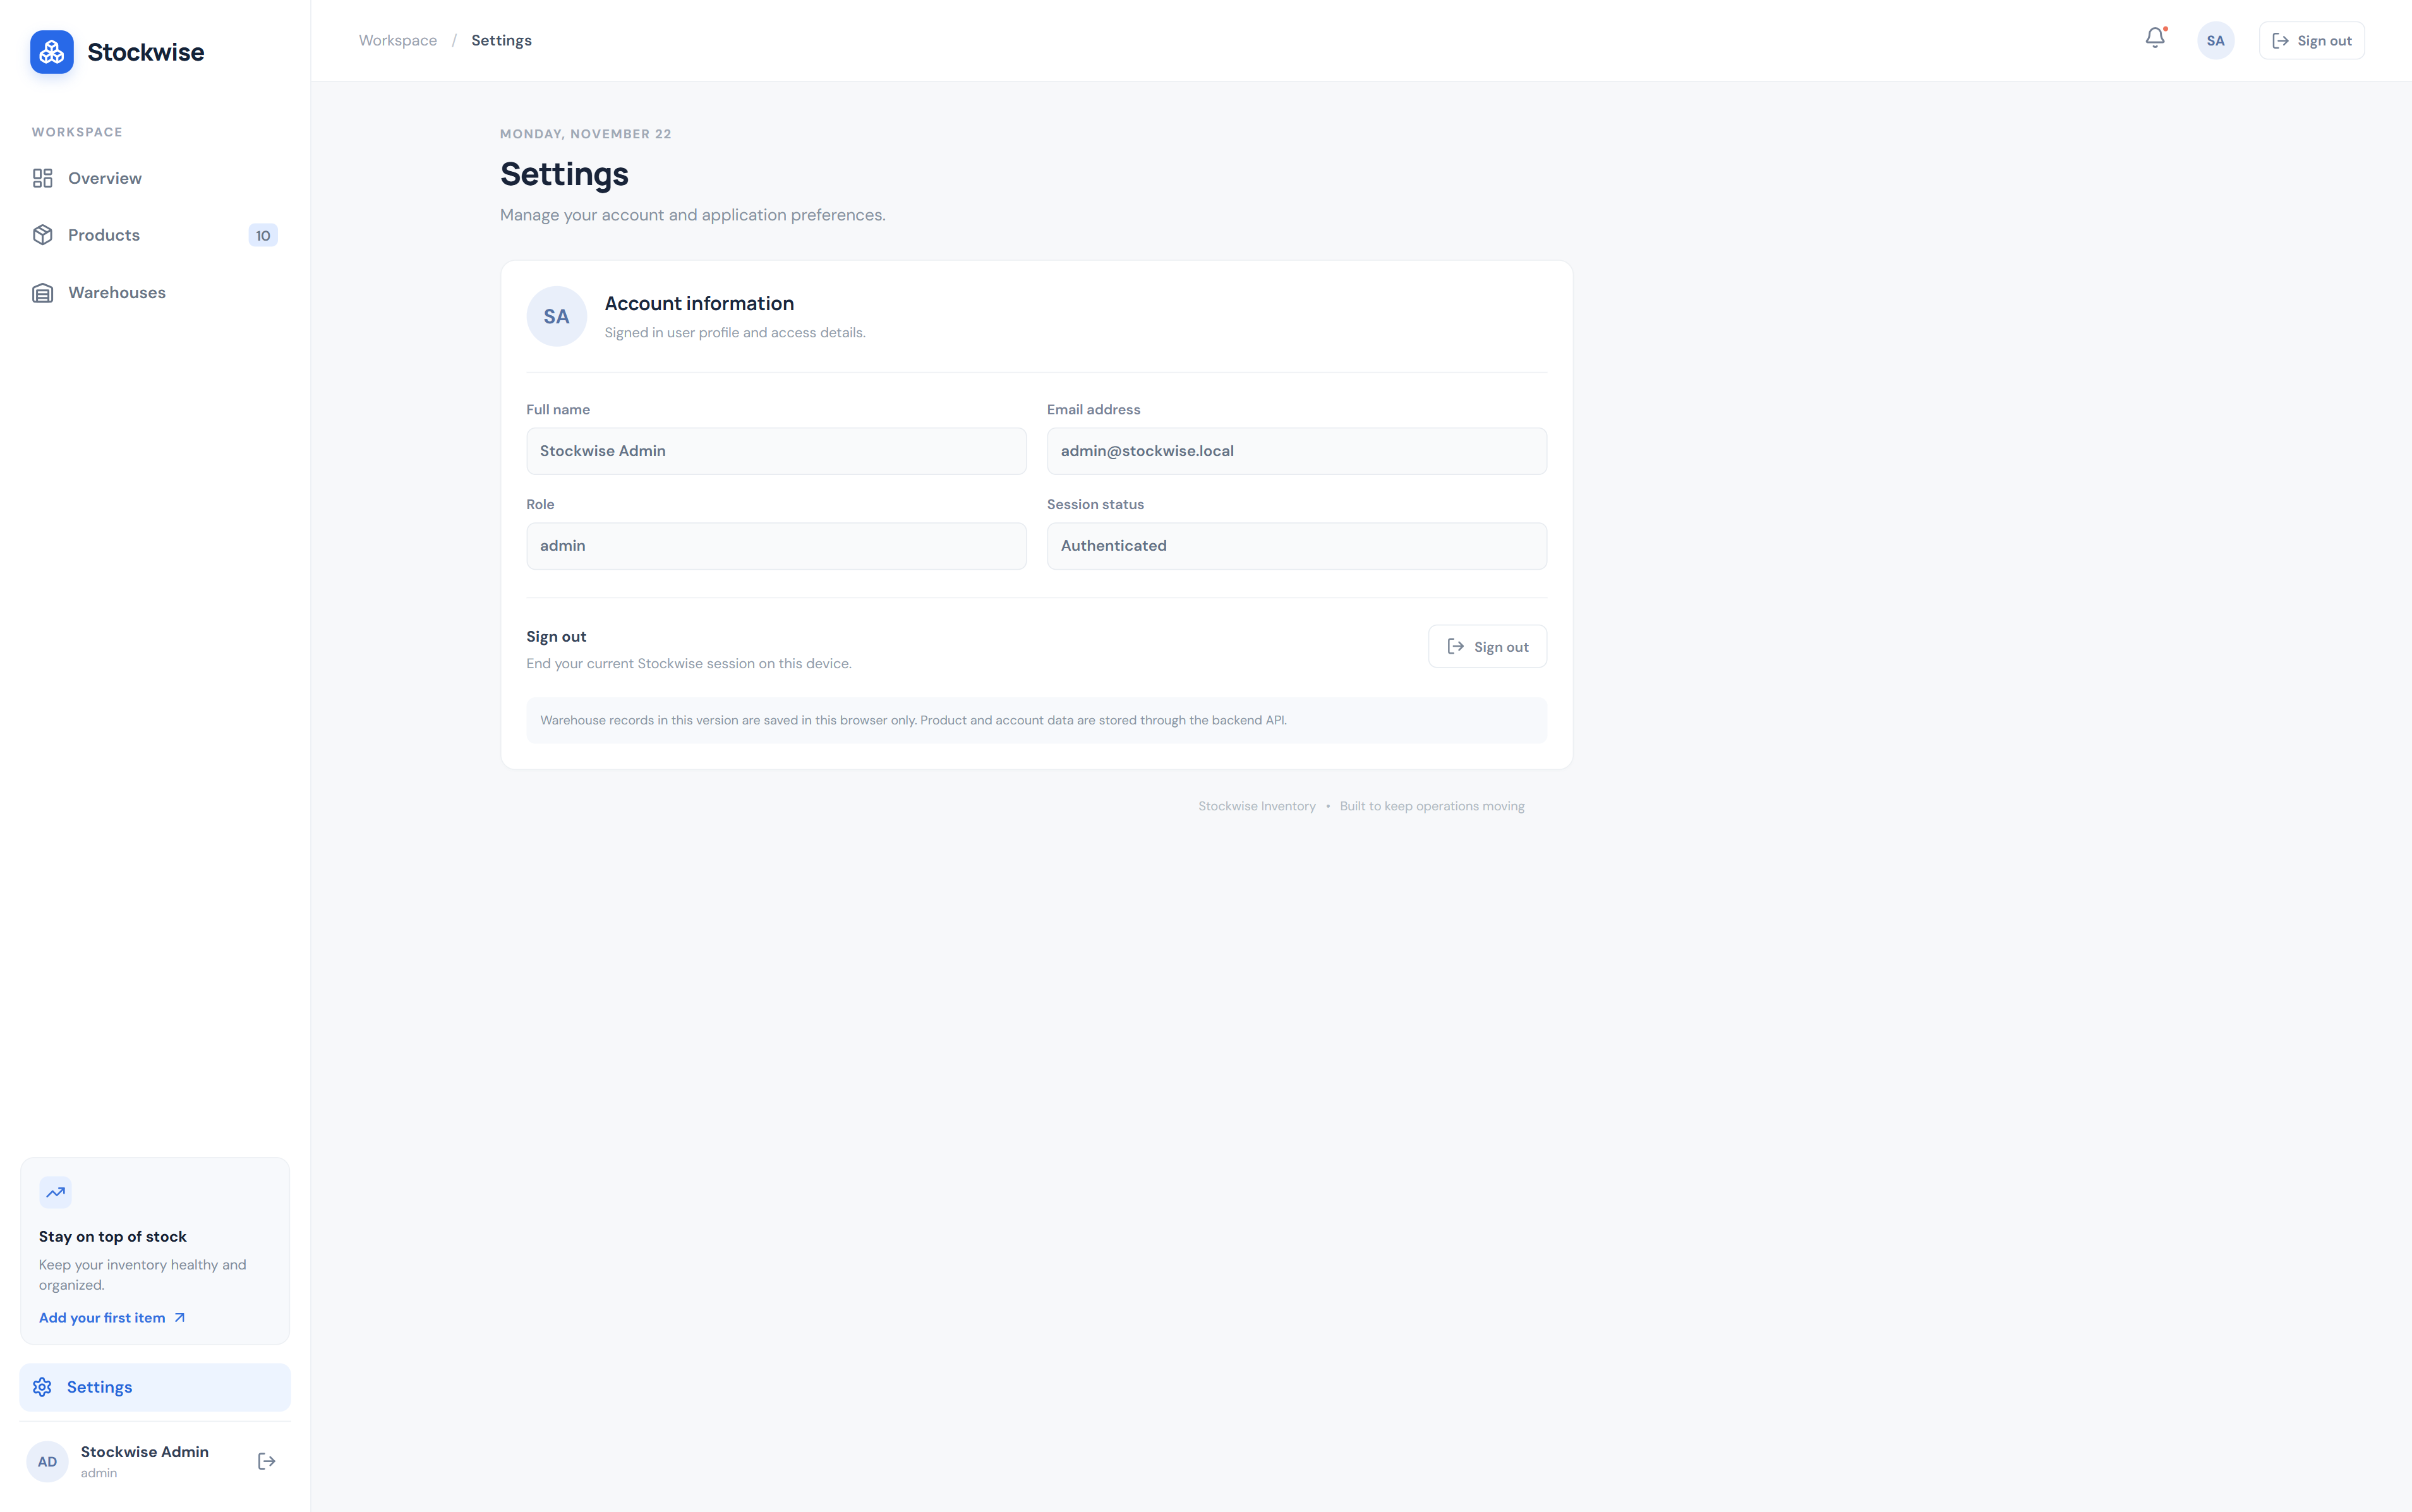 Stockwise
WORKSPACE
Overview
Products
10
Warehouses
Stay on top of stock
Keep your inventory healthy and
organized.
Add your first item
Settings
AD
Stockwise Admin
admin
Workspace / Settings
SA
Sign out
MONDAY, NOVEMBER 22
Settings
Manage your account and application preferences.
SA
Account information
Signed in user profile and access details.
Full name
Stockwise Admin
Email address
admin@stockwise.local
Role
admin
Session status
Authenticated
Sign out
End your current Stockwise session on this device.
Sign out
Warehouse records in this version are saved in this browser only. Product and account data are stored through the backend API.
Stockwise Inventory • Built to keep operations moving